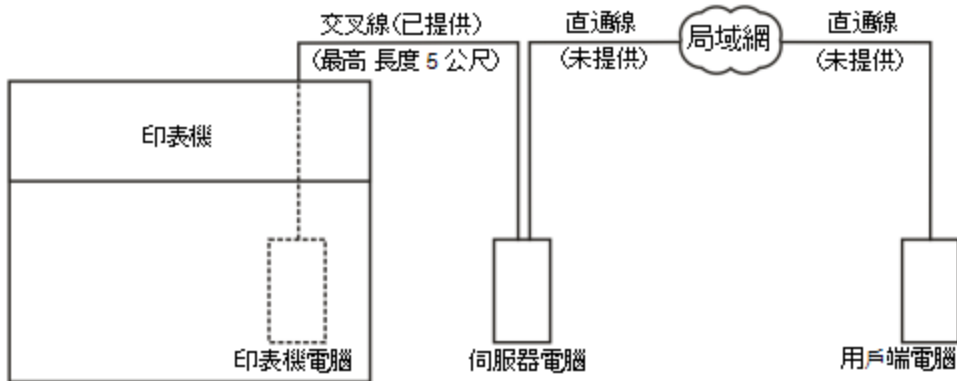 交叉線(已提供)
(最高 長度 5 公尺)
直通線
(未提供)
局域網
直通線
(未提供)
印表機
印表機電腦
伺服器電腦
用戶端電腦